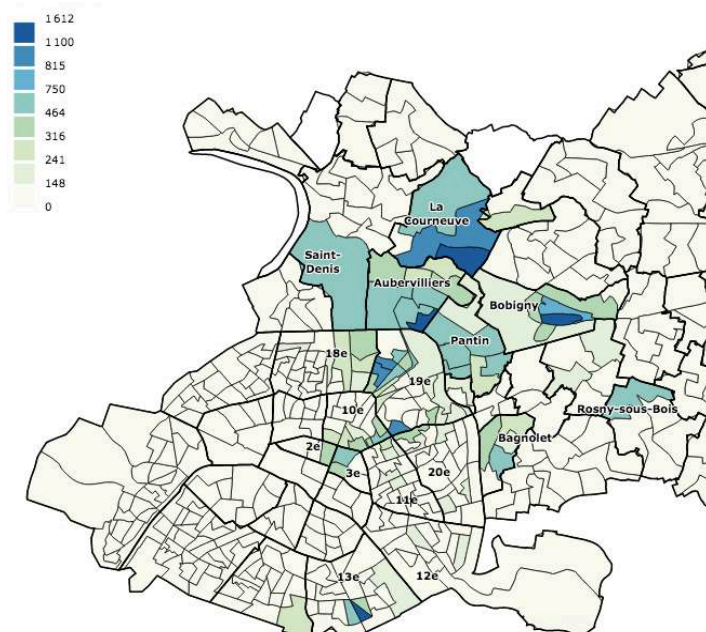 1 612
1 100
815
750
464
316
241
148
0
La
Courneuve
Saint-
Denis
Aubervilliers
Bobigny
Pantin
18e
19e
Rosny-sous-Bois
10e
Bagnolet
2e
3e
20e
11e
13e
12e